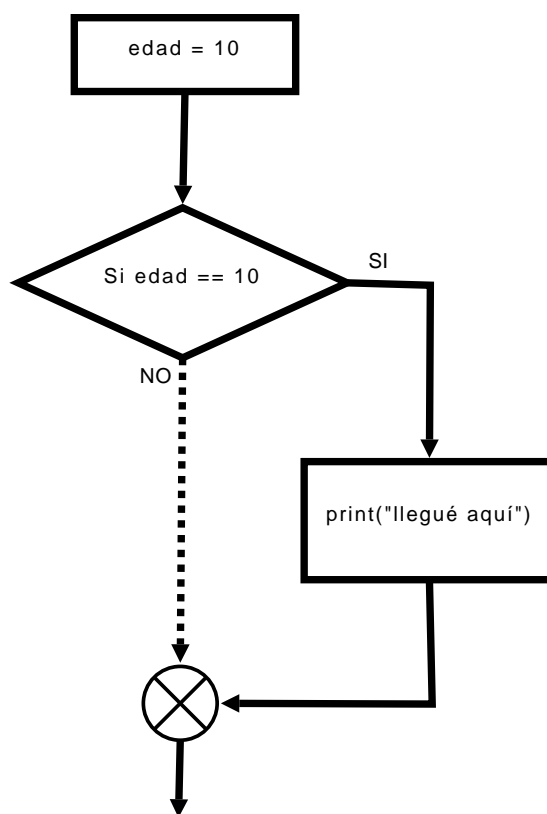 edad = 10
Si edad == 10
SI
NO
print("llegué aquí")